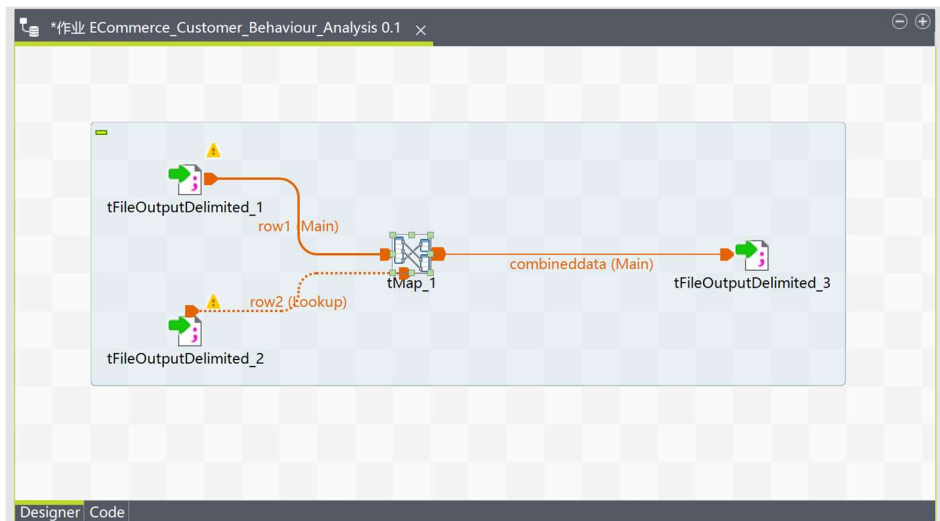 *作业 ECommerce_Customer_Behaviour_Analysis 0.1
tFileOutputDelimited_1
row1 (Main)
tMap_1
combineddata (Main)
tFileOutputDelimited_3
row2 (Lookup)
tFileOutputDelimited_2
Designer
Code